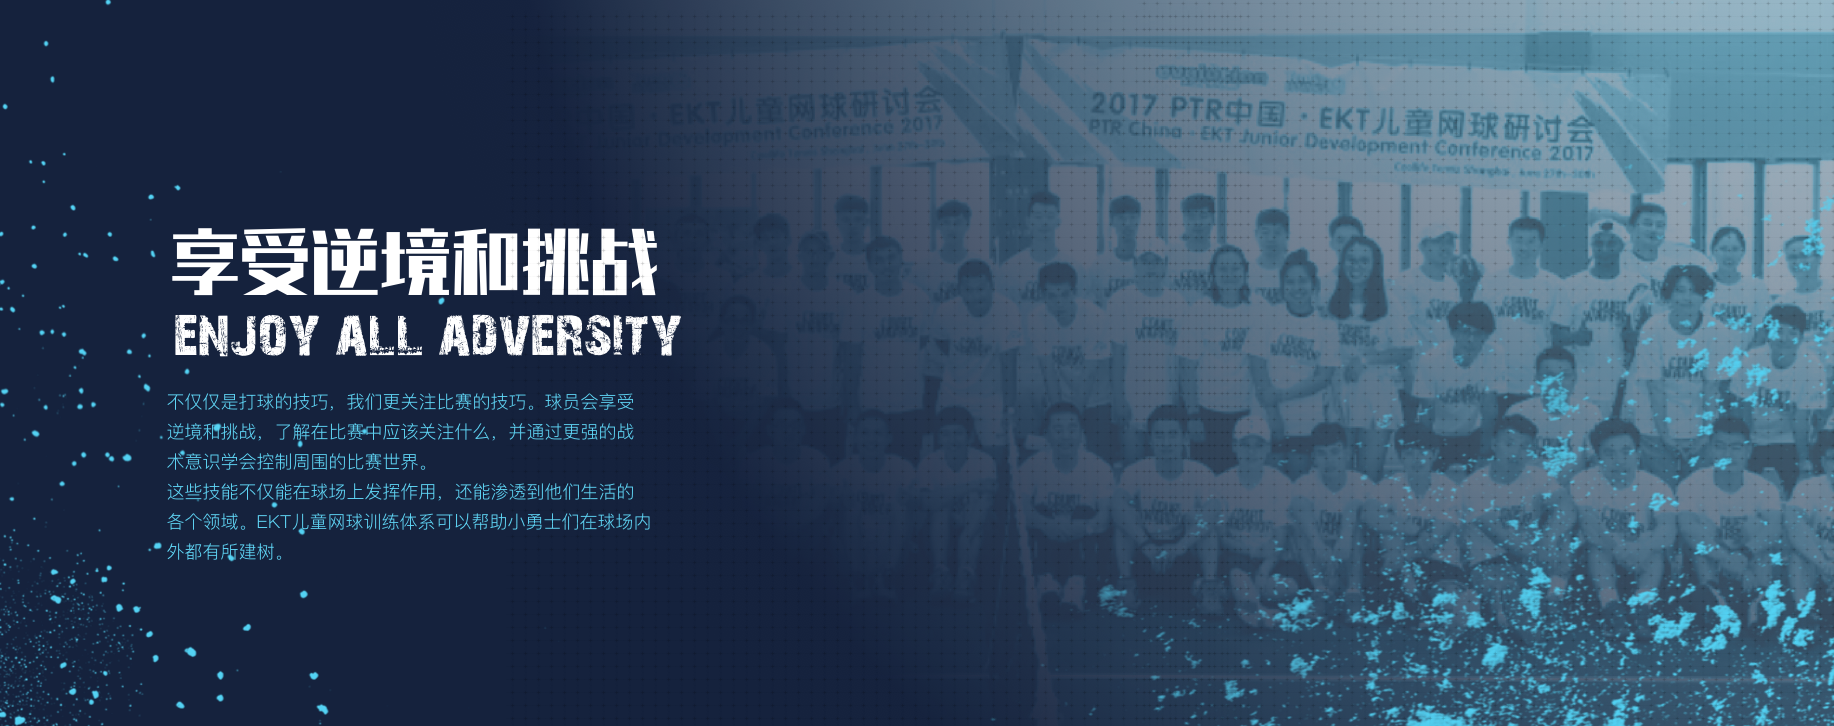 EKT儿童网球研讨会
Development Conference 2017
2017 PTR中国·EKT儿童网球研讨会
PTR China · EKT Junior Development Conference 2017
享受逆境和挑战
ENJOY ALL ADVERSITY
不仅仅是打球的技巧，我们更关注比赛的技巧。球员会享受
逆境和挑战，了解在比赛中应该关注什么，并通过更强的战
术意识学会控制周围的比赛世界。
这些技能不仅能在球场上发挥作用，还能渗透到他们生活的
各个领域。EKT儿童网球训练体系可以帮助小勇士们在球场内
外都有所建树。